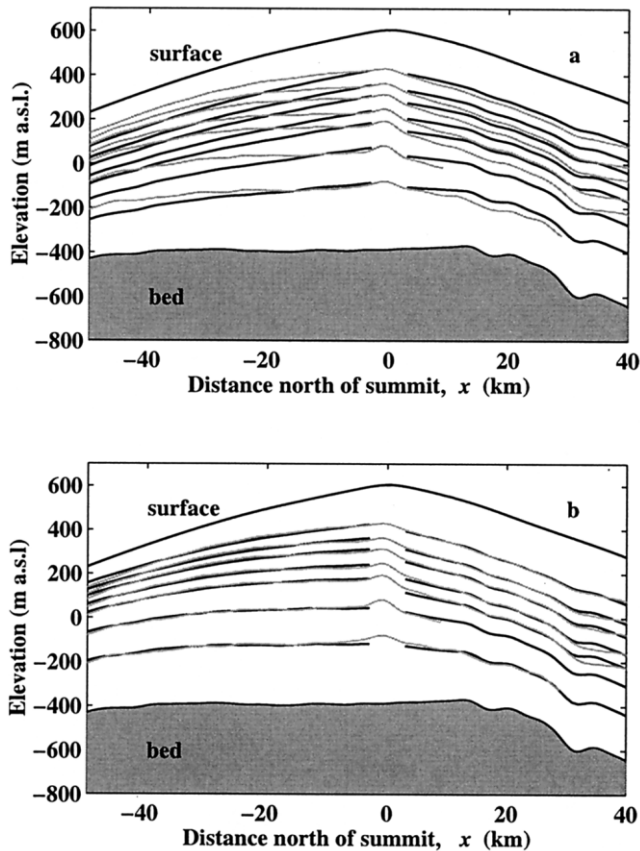 600
400
200
0
−200
−400
−600
−800
Elevation (m a.s.l.)
surface
a
bed
−40
−20
0
20
40
Distance north of summit, x (km)
600
400
200
0
−200
−400
−600
−800
Elevation (m a.s.l)
surface
b
bed
−40
−20
0
20
40
Distance north of summit, x (km)